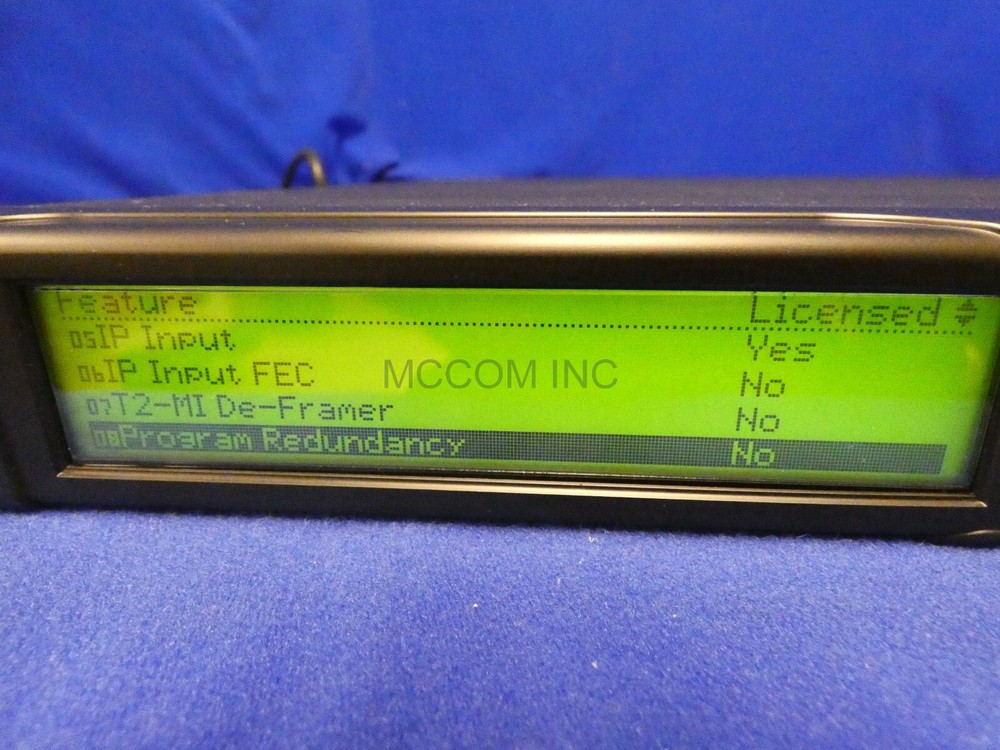 Feature Licensed
05IP Input Yes
06IP Input FEC No
MCCOM INC
07T2-MI De-Framer No
08Program Redundancy No